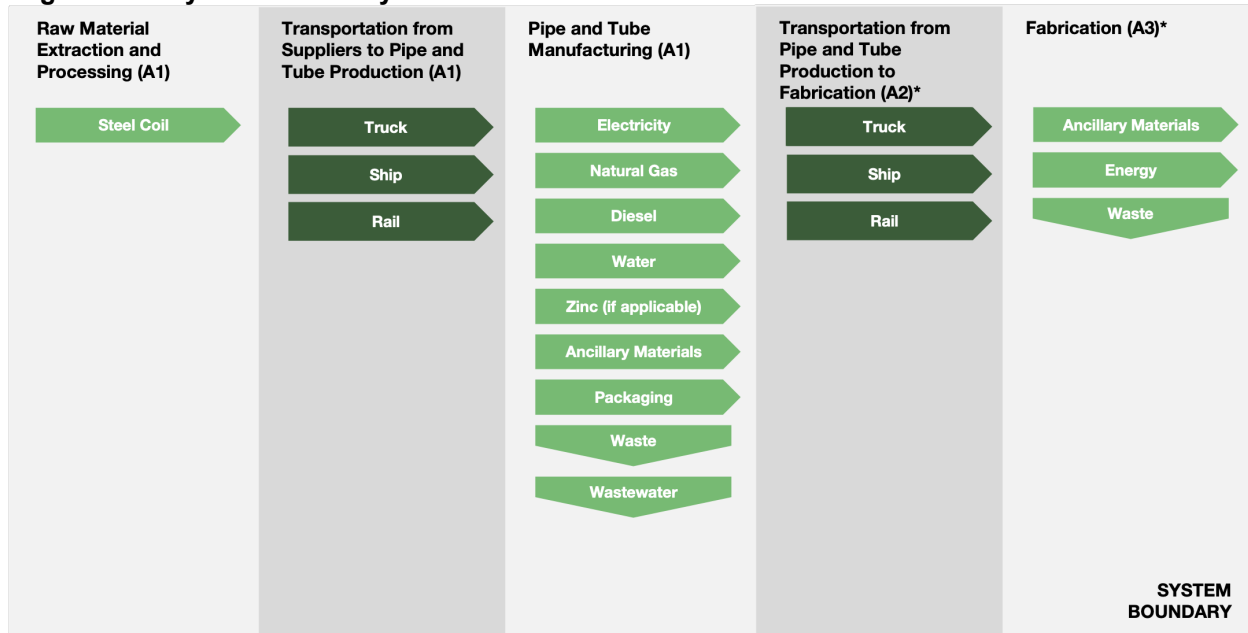 Raw Material
Extraction and
Processing (A1)
Steel Coil
Transportation from
Suppliers to Pipe and
Tube Production (A1)
Truck
Ship
Rail
Pipe and Tube
Manufacturing (A1)
Electricity
Natural Gas
Diesel
Water
Zinc (if applicable)
Ancillary Materials
Packaging
Waste
Wastewater
Transportation from
Pipe and Tube
Production to
Fabrication (A2)*
Truck
Ship
Rail
Fabrication (A3)*
Ancillary Materials
Energy
Waste
SYSTEM
BOUNDARY